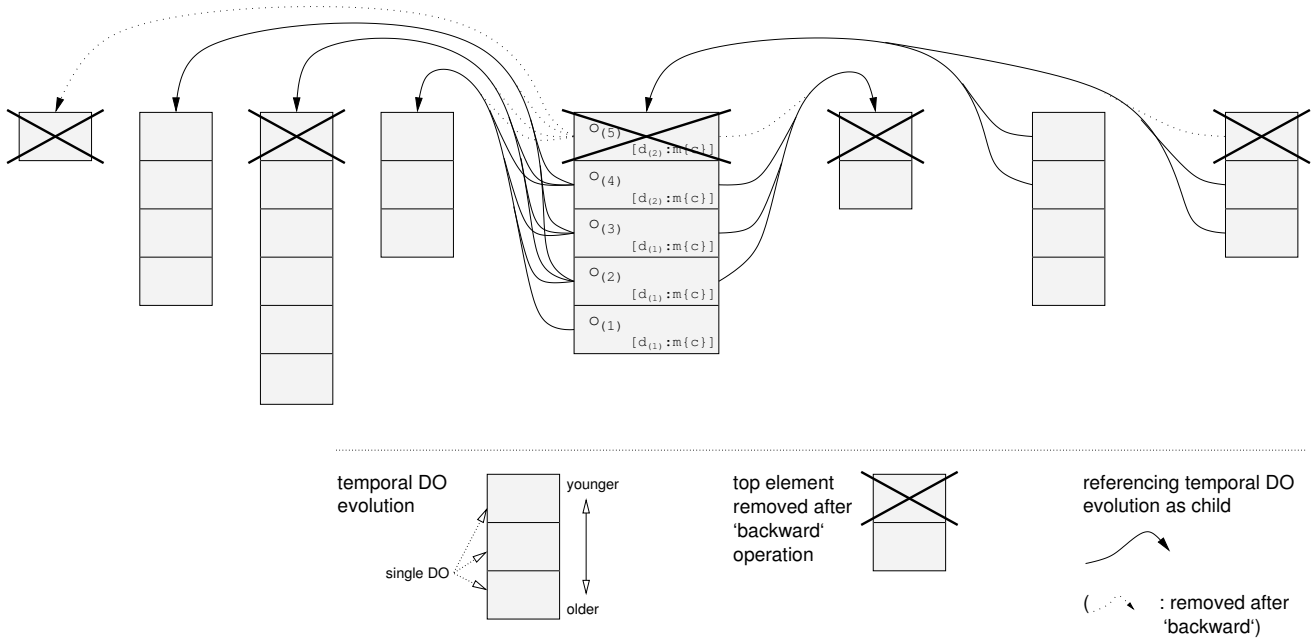 O(5)
[d(2):m{c}]
O(4)
[d(2):m{c}]
O(3)
[d(1):m{c}]
O(2)
[d(1):m{c}]
O(1)
[d(1):m{c}]
temporal DO
evolution
younger
single DO
older
top element
removed after
'backward'
operation
referencing temporal DO
evolution as child
( : removed after
'backward')